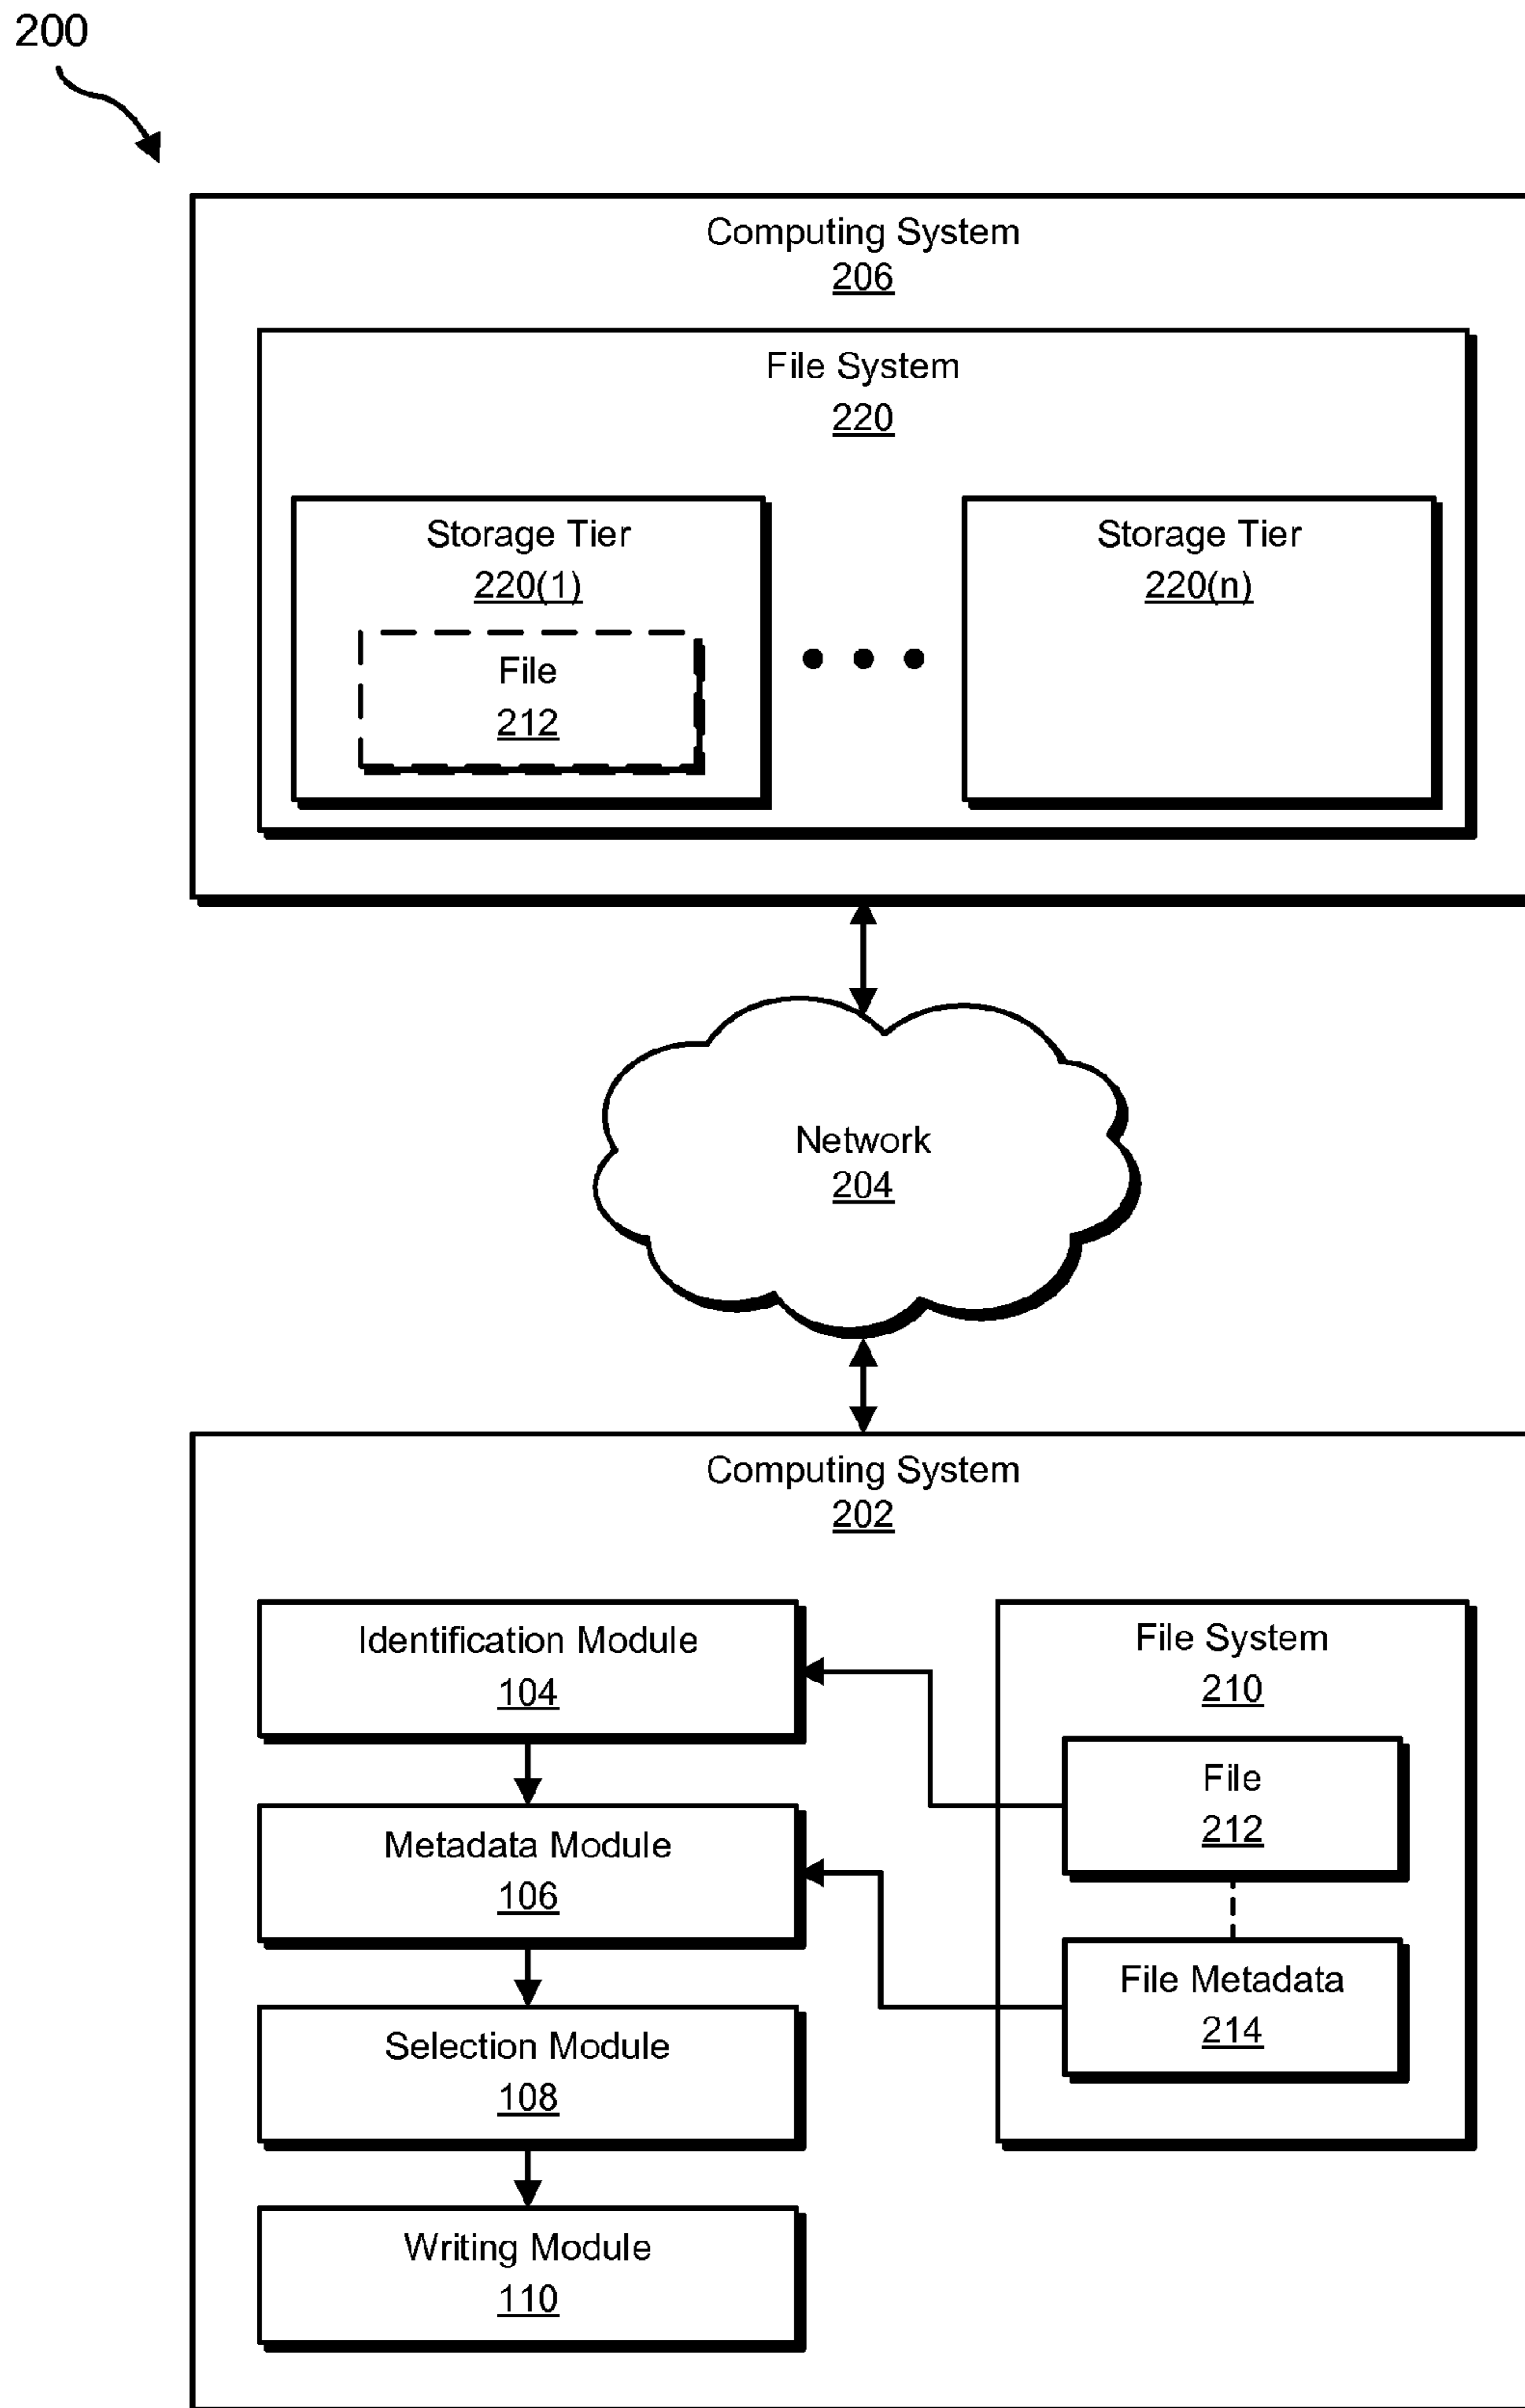 200
Computing System
206
File System
220
Storage Tier
220(1)
File
212
Storage Tier
220(n)
Network
204
Computing System
202
Identification Module
104
Metadata Module
106
Selection Module
108
Writing Module
110
File System
210
File
212
File Metadata
214